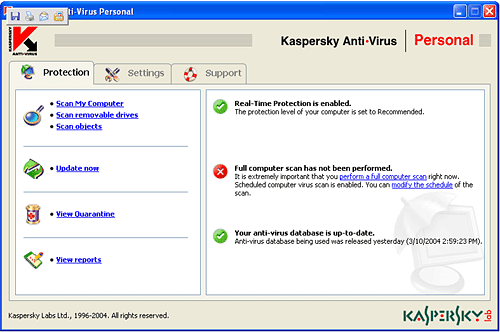 ti-Virus Personal
KASPERSKY
ANTI-VIRUS
Kaspersky Anti-Virus Personal
Protection Settings Support
Scan My Computer
Scan removable drives
Scan objects
Update now
View Quarantine
View reports
Real-Time Protection is enabled.
The protection level of your computer is set to Recommended.
Full computer scan has not been performed.
It is extremely important that you perform a full computer scan right now.
Scheduled computer virus scan is enabled. You can modify the schedule of the
scan.
Your anti-virus database is up-to-date.
Anti-virus database being used was released yesterday (3/10/2004 2:59:23 PM).
Kaspersky Labs Ltd., 1996-2004. All rights reserved.
KASPERSKY lab